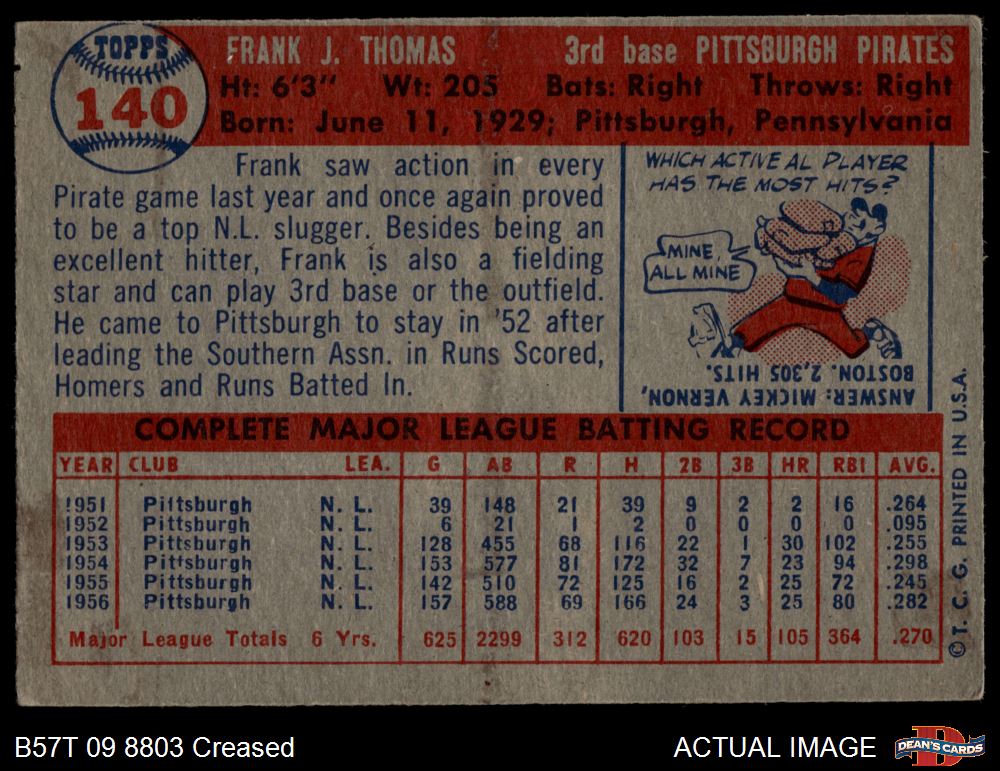 TOPPS
140
FRANK J. THOMAS 3rd base PITTSBURGH PIRATES
Ht: 6'3" Wt: 205 Bats: Right Throws: Right
Born: June 11, 1929; Pittsburgh, Pennsylvania
Frank saw action in every
Pirate game last year and once again proved
to be a top N.L. slugger. Besides being an
excellent hitter, Frank is also a fielding
star and can play 3rd base or the outfield.
He came to Pittsburgh to stay in '52 after
leading the Southern Assn. in Runs Scored,
Homers and Runs Batted In.
WHICH ACTIVE AL PLAYER
HAS THE MOST HITS?
MINE,
ALL MINE
ANSWER: MICKEY VERNON,
BOSTON. 2,305 HITS.
COMPLETE MAJOR LEAGUE BATTING RECORD
YEAR CLUB LEA. G AB R H 2B 3B HR RBI AVG.
1951 Pittsburgh N. L. 39 148 21 39 9 2 2 16 .264
1952 Pittsburgh N. L. 6 21 1 2 0 0 0 0 .095
1953 Pittsburgh N. L. 128 455 68 116 22 1 30 102 .255
1954 Pittsburgh N. L. 153 577 81 172 32 7 23 94 .298
1955 Pittsburgh N. L. 142 510 72 125 16 2 25 72 .245
1956 Pittsburgh N. L. 157 588 69 166 24 3 25 80 .282
Major League Totals 6 Yrs. 625 2299 312 620 103 15 105 364 .270
©T. C. G. PRINTED IN U.S.A.
B57T 09 8803 Creased
ACTUAL IMAGE
DEAN'S CARDS